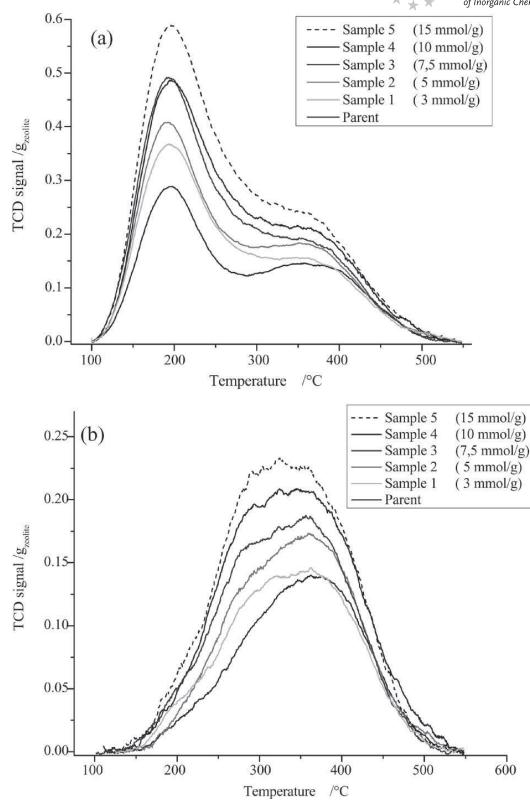 of Inorganic Chem
(a)
Sample 5 (15 mmol/g)
Sample 4 (10 mmol/g)
Sample 3 (7,5 mmol/g)
Sample 2 ( 5 mmol/g)
Sample 1 ( 3 mmol/g)
Parent
TCD signal /gzeolite
0.6
0.5
0.4
0.3
0.2
0.1
0.0
100 200 300 400 500
Temperature /°C
(b)
Sample 5 (15 mmol/g)
Sample 4 (10 mmol/g)
Sample 3 (7,5 mmol/g)
Sample 2 ( 5 mmol/g)
Sample 1 ( 3 mmol/g)
Parent
TCD signal /gzeolite
0.25
0.20
0.15
0.10
0.05
0.00
100 200 300 400 500 600
Temperature /°C